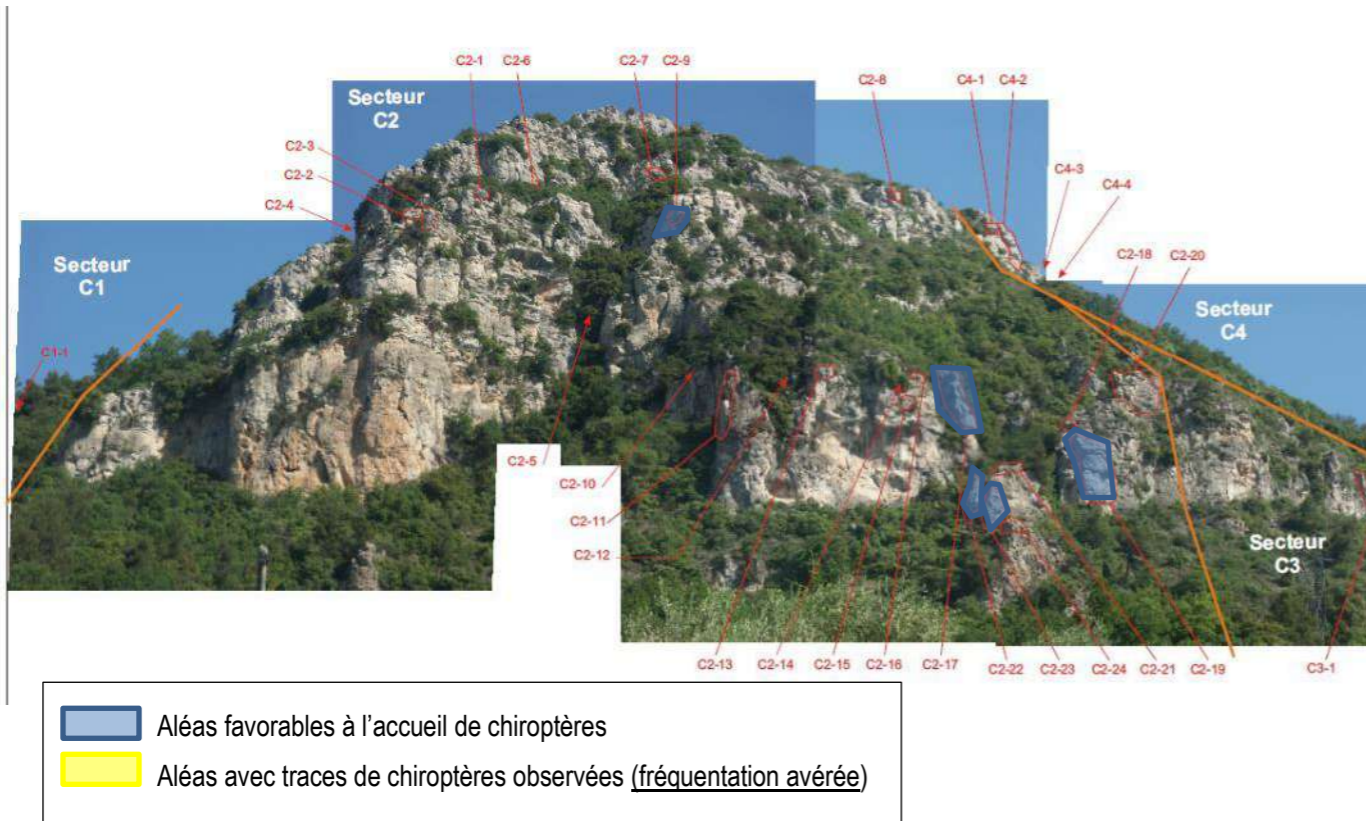 C2-1
C2-6
C2-7
C2-9
C2-8
C4-1
C4-2
Secteur
C2
C2-3
C2-2
C2-4
C4-3
C4-4
C2-18
C2-20
Secteur
C1
Secteur
C4
C1-1
C2-5
C2-10
C2-11
C2-12
Secteur
C3
C2-13
C2-14
C2-15
C2-16
C2-17
C2-22
C2-23
C2-24
C2-21
C2-19
C3-1
Aléas favorables à l’accueil de chiroptères
Aléas avec traces de chiroptères observées (fréquentation avérée)